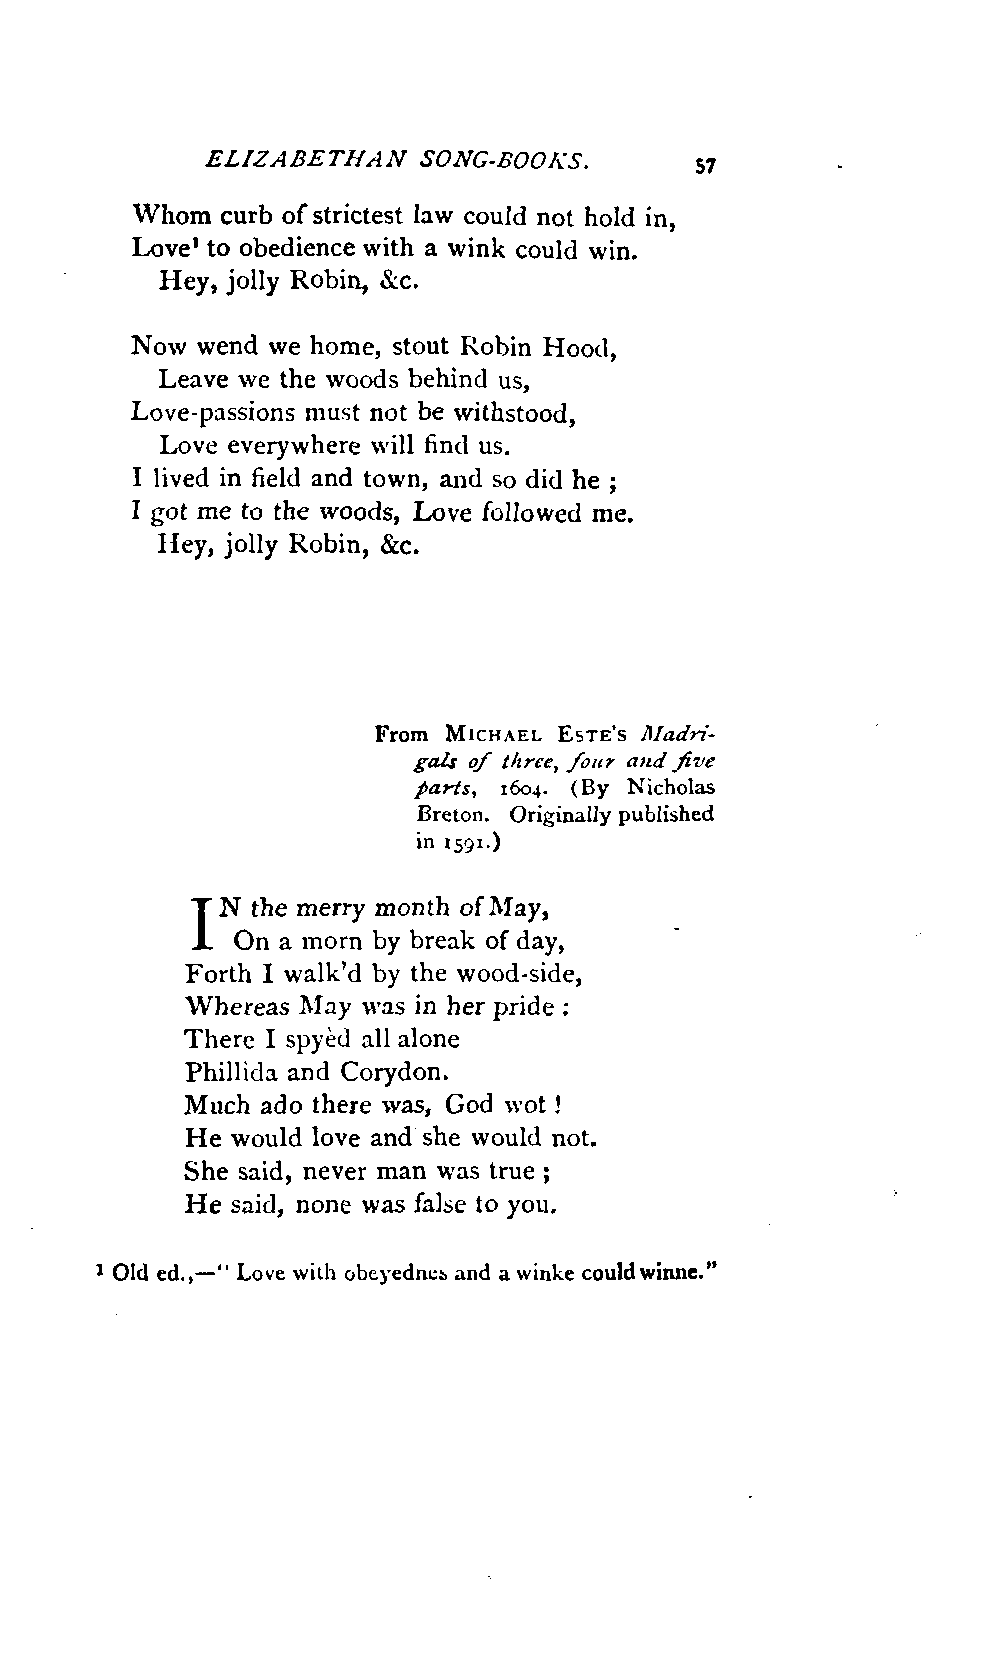 ELIZABETHAN SONG-BOOKS. 57
Whom curb of strictest law could not hold in,
Love¹ to obedience with a wink could win.
Hey, jolly Robin, &c.
Now wend we home, stout Robin Hood,
Leave we the woods behind us,
Love-passions must not be withstood,
Love everywhere will find us.
I lived in field and town, and so did he ;
I got me to the woods, Love followed me.
Hey, jolly Robin, &c.
From MICHAEL ESTE'S Madri-
gals of three, four and five
parts, 1604. (By Nicholas
Breton. Originally published
in 1591.)
IN the merry month of May,
On a morn by break of day,
Forth I walk'd by the wood-side,
Whereas May was in her pride :
There I spyèd all alone
Phillida and Corydon.
Much ado there was, God wot !
He would love and she would not.
She said, never man was true ;
He said, none was false to you.
¹ Old ed.,—" Love with obeyednes and a winke could winne."